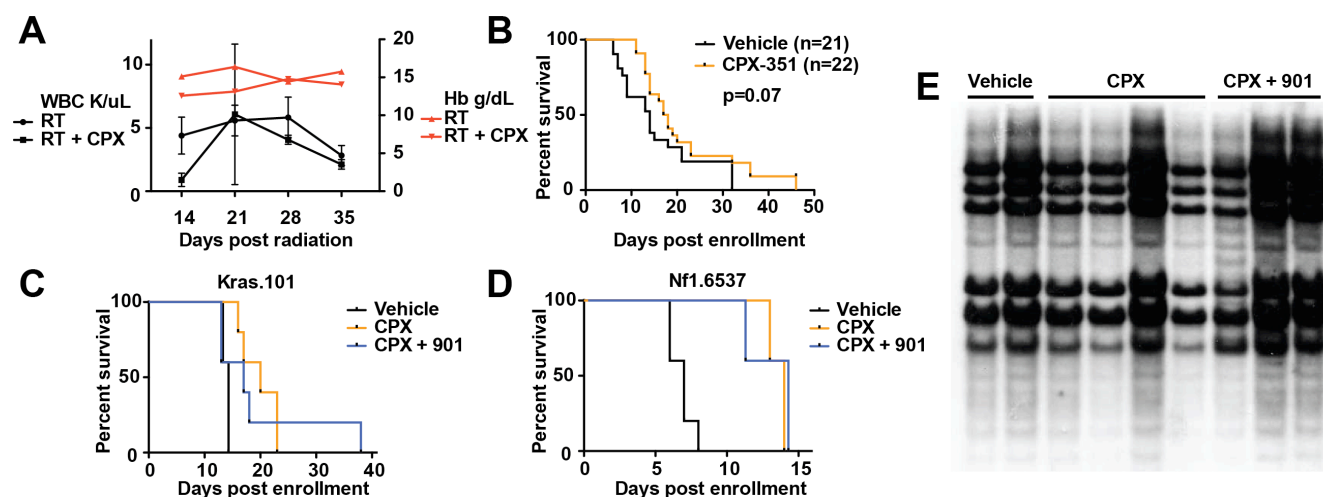 A
WBC K/uL
RT
RT + CPX
10
5
0
20
15
10
5
0
Hb g/dL
RT
RT + CPX
14 21 28 35
Days post radiation
B
Percent survival
100
50
0
0 10 20 30 40 50
Days post enrollment
Vehicle (n=21)
CPX-351 (n=22)
p=0.07
C
Kras.101
Percent survival
100
50
0
0 10 20 30 40
Days post enrollment
Vehicle
CPX
CPX + 901
D
Nf1.6537
Percent survival
100
50
0
0 5 10 15
Days post enrollment
Vehicle
CPX
CPX + 901
E
Vehicle CPX CPX + 901